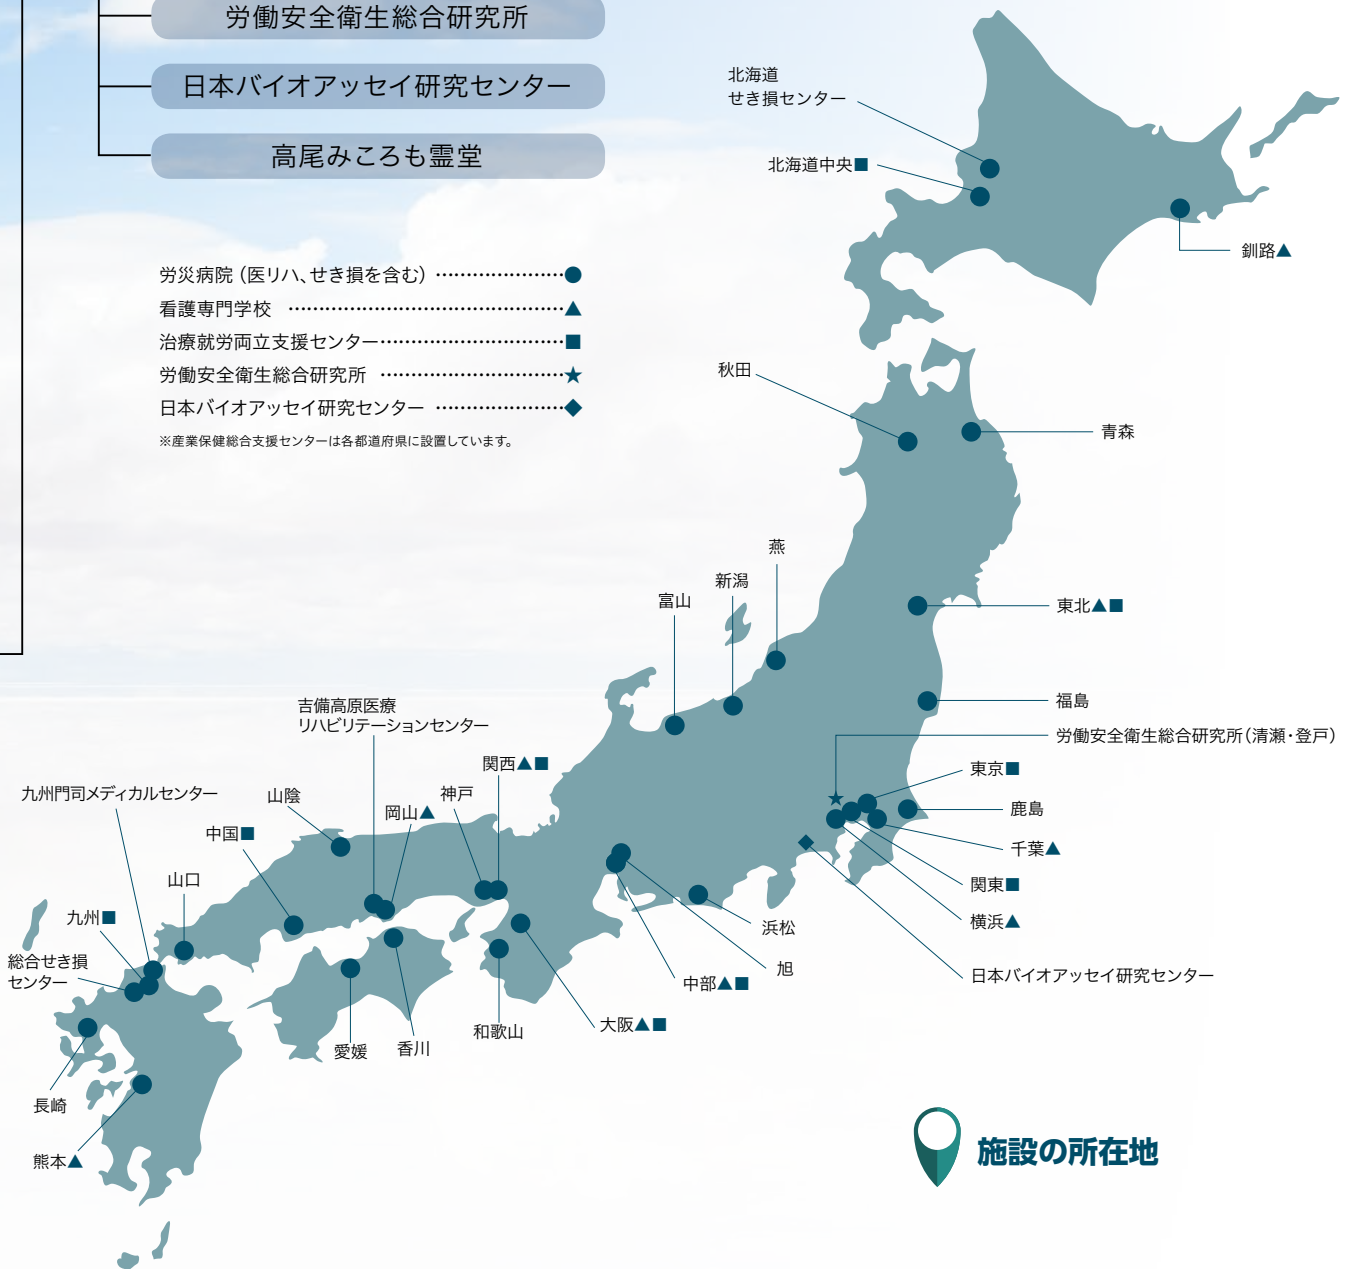 労働安全衛生総合研究所
日本バイオアッセイ研究センター
高尾みころも霊堂
労災病院（医リハ、せき損を含む）●
看護専門学校 ▲
治療就労両立支援センター■
労働安全衛生総合研究所 ★
日本バイオアッセイ研究センター ◆
※産業保健総合支援センターは各都道府県に設置しています。
北海道
せき損センター
北海道中央■
釧路▲
秋田
青森
燕
新潟
富山
東北▲■
福島
労働安全衛生総合研究所（清瀬・登戸）
東京■
鹿島
千葉▲
関東■
横浜▲
日本バイオアッセイ研究センター
吉備高原医療
リハビリテーションセンター
関西▲■
神戸
岡山▲
山陰
中国■
九州門司メディカルセンター
山口
九州■
総合せき損
センター
浜松
旭
中部▲■
大阪▲■
和歌山
香川
愛媛
長崎
熊本▲
施設の所在地